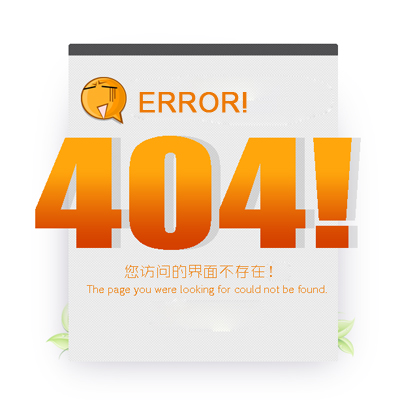 ERROR!
404!
您访问的界面不存在！
The page you were looking for could not be found.